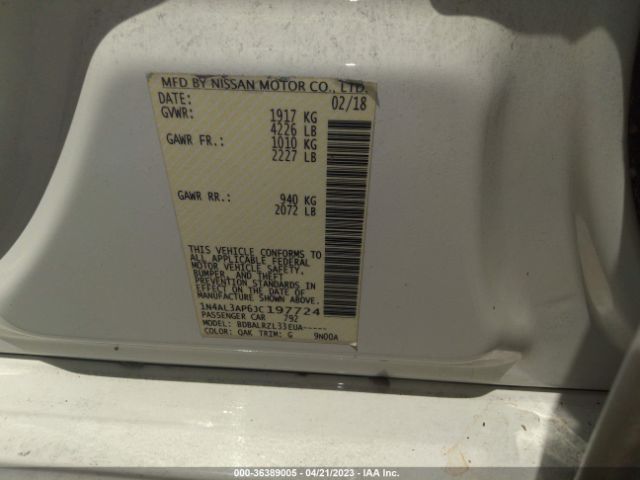 MFD BY NISSAN MOTOR CO., LTD.
DATE: 02/18
GVWR: 1917 KG
4226 LB
GAWR FR.: 1010 KG
2227 LB
GAWR RR.: 940 KG
2072 LB
THIS VEHICLE CONFORMS TO
ALL APPLICABLE FEDERAL
MOTOR VEHICLE SAFETY,
BUMPER, AND THEFT
PREVENTION STANDARDS IN
EFFECT ON THE DATE OF
MANUFACTURE SHOWN ABOVE.
1N4AL3AP6JC197724
PASSENGER CAR 792
MODEL: BDBALRZL33EUA-----
COLOR: QAK TRIM: G 9N00A
000-36389005 / 04/21/2023 - IAA Inc.